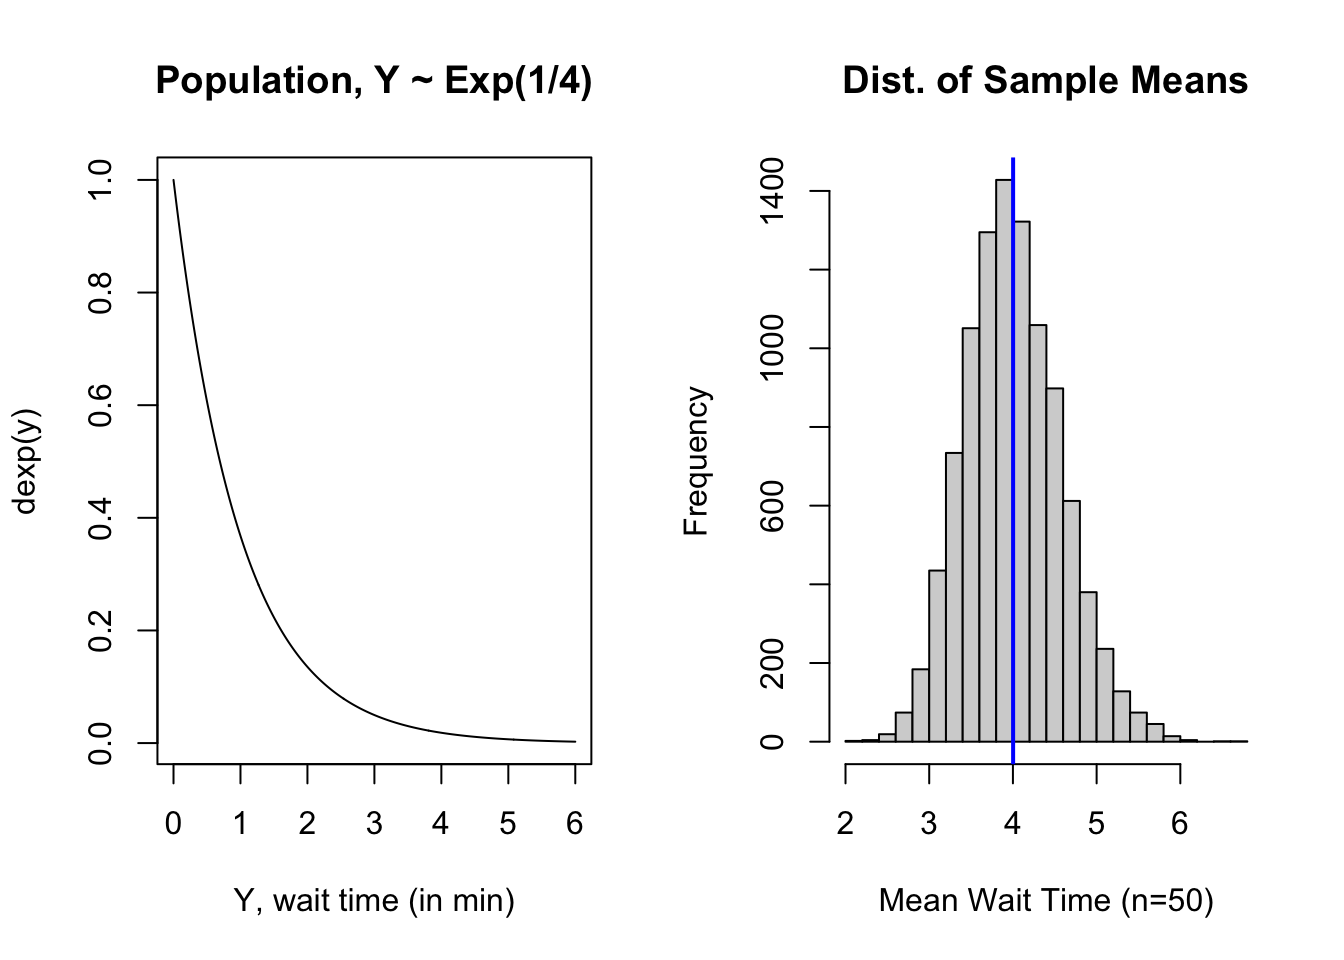 Population, Y ~ Exp(1/4)
dexp(y)
1.0
0.8
0.6
0.4
0.2
0.0
0 1 2 3 4 5 6
Y, wait time (in min)
Dist. of Sample Means
Frequency
1400
1000
600
200
0
2 3 4 5 6
Mean Wait Time (n=50)